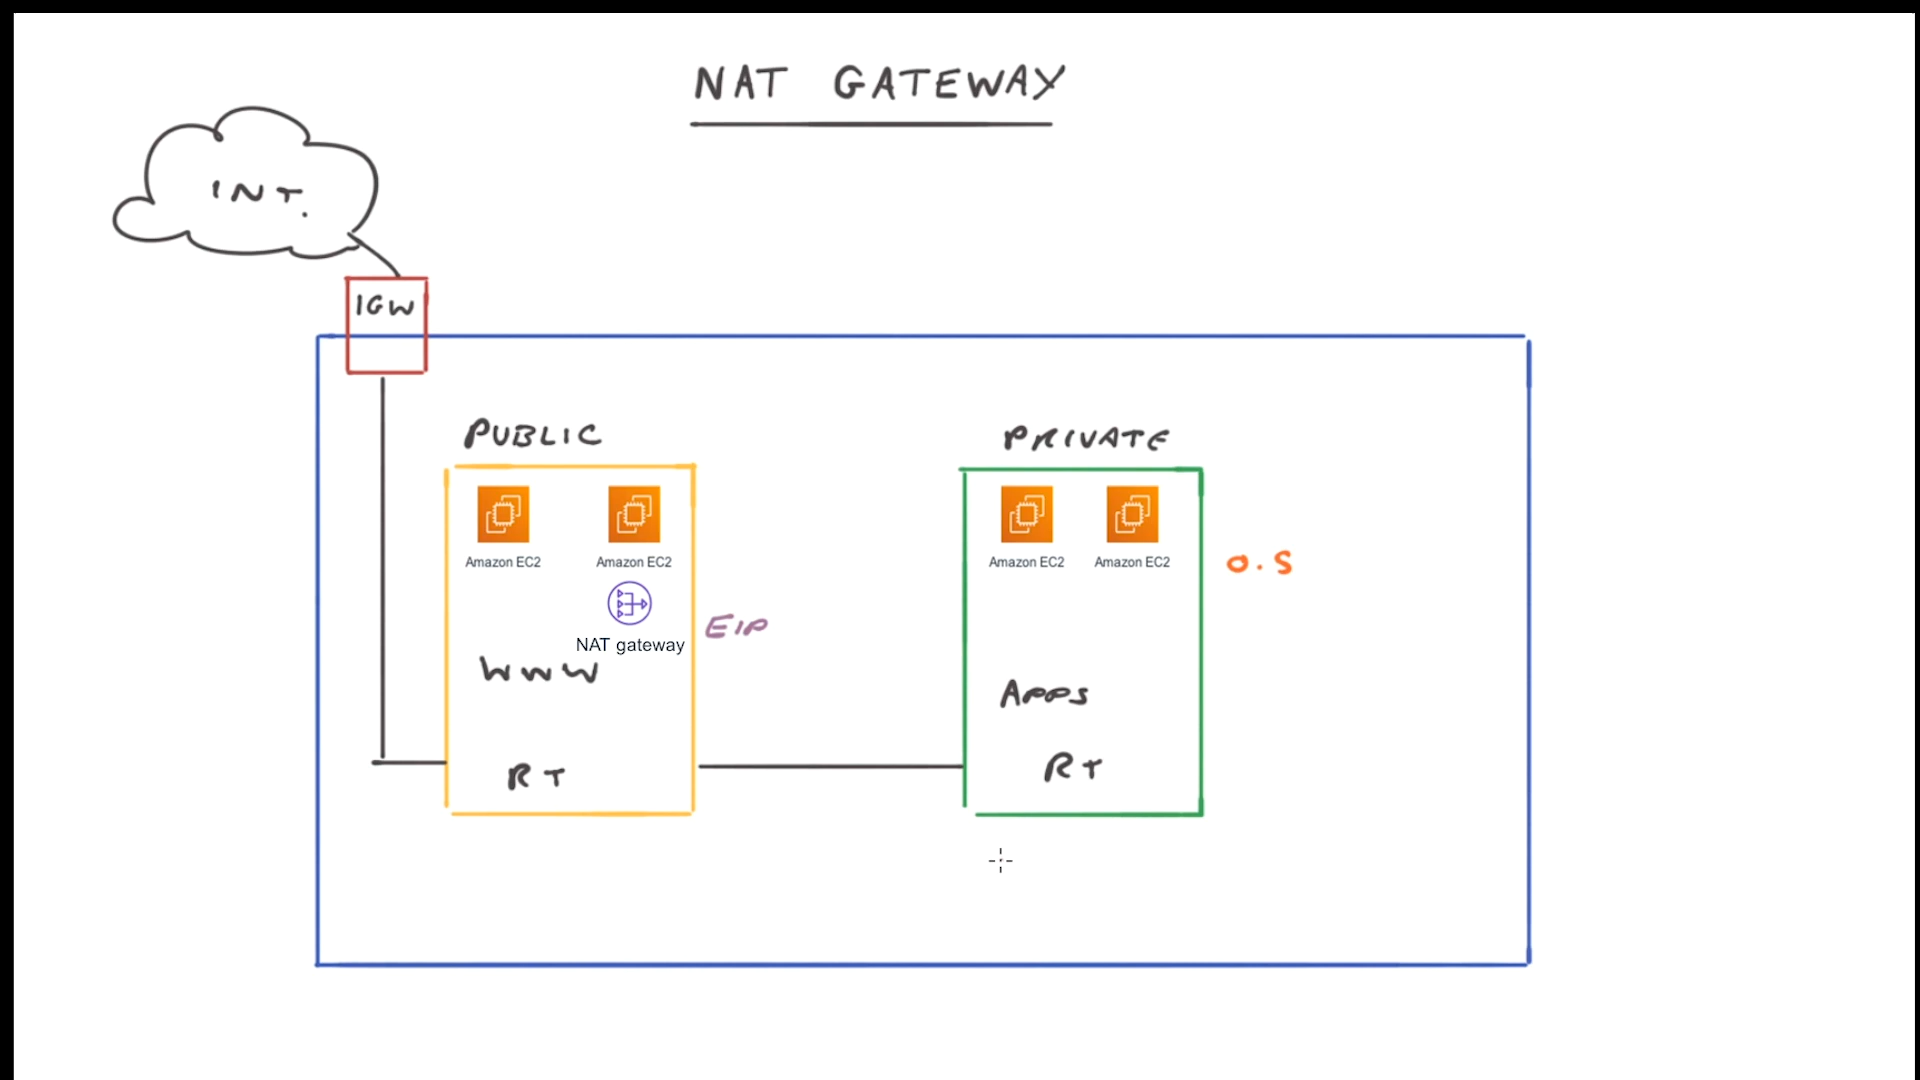 NAT GATEWAY
INT.
IGW
PUBLIC
PRIVATE
Amazon EC2
Amazon EC2
Amazon EC2
Amazon EC2
O.S
NAT gateway
EIP
WWW
APPS
RT
RT